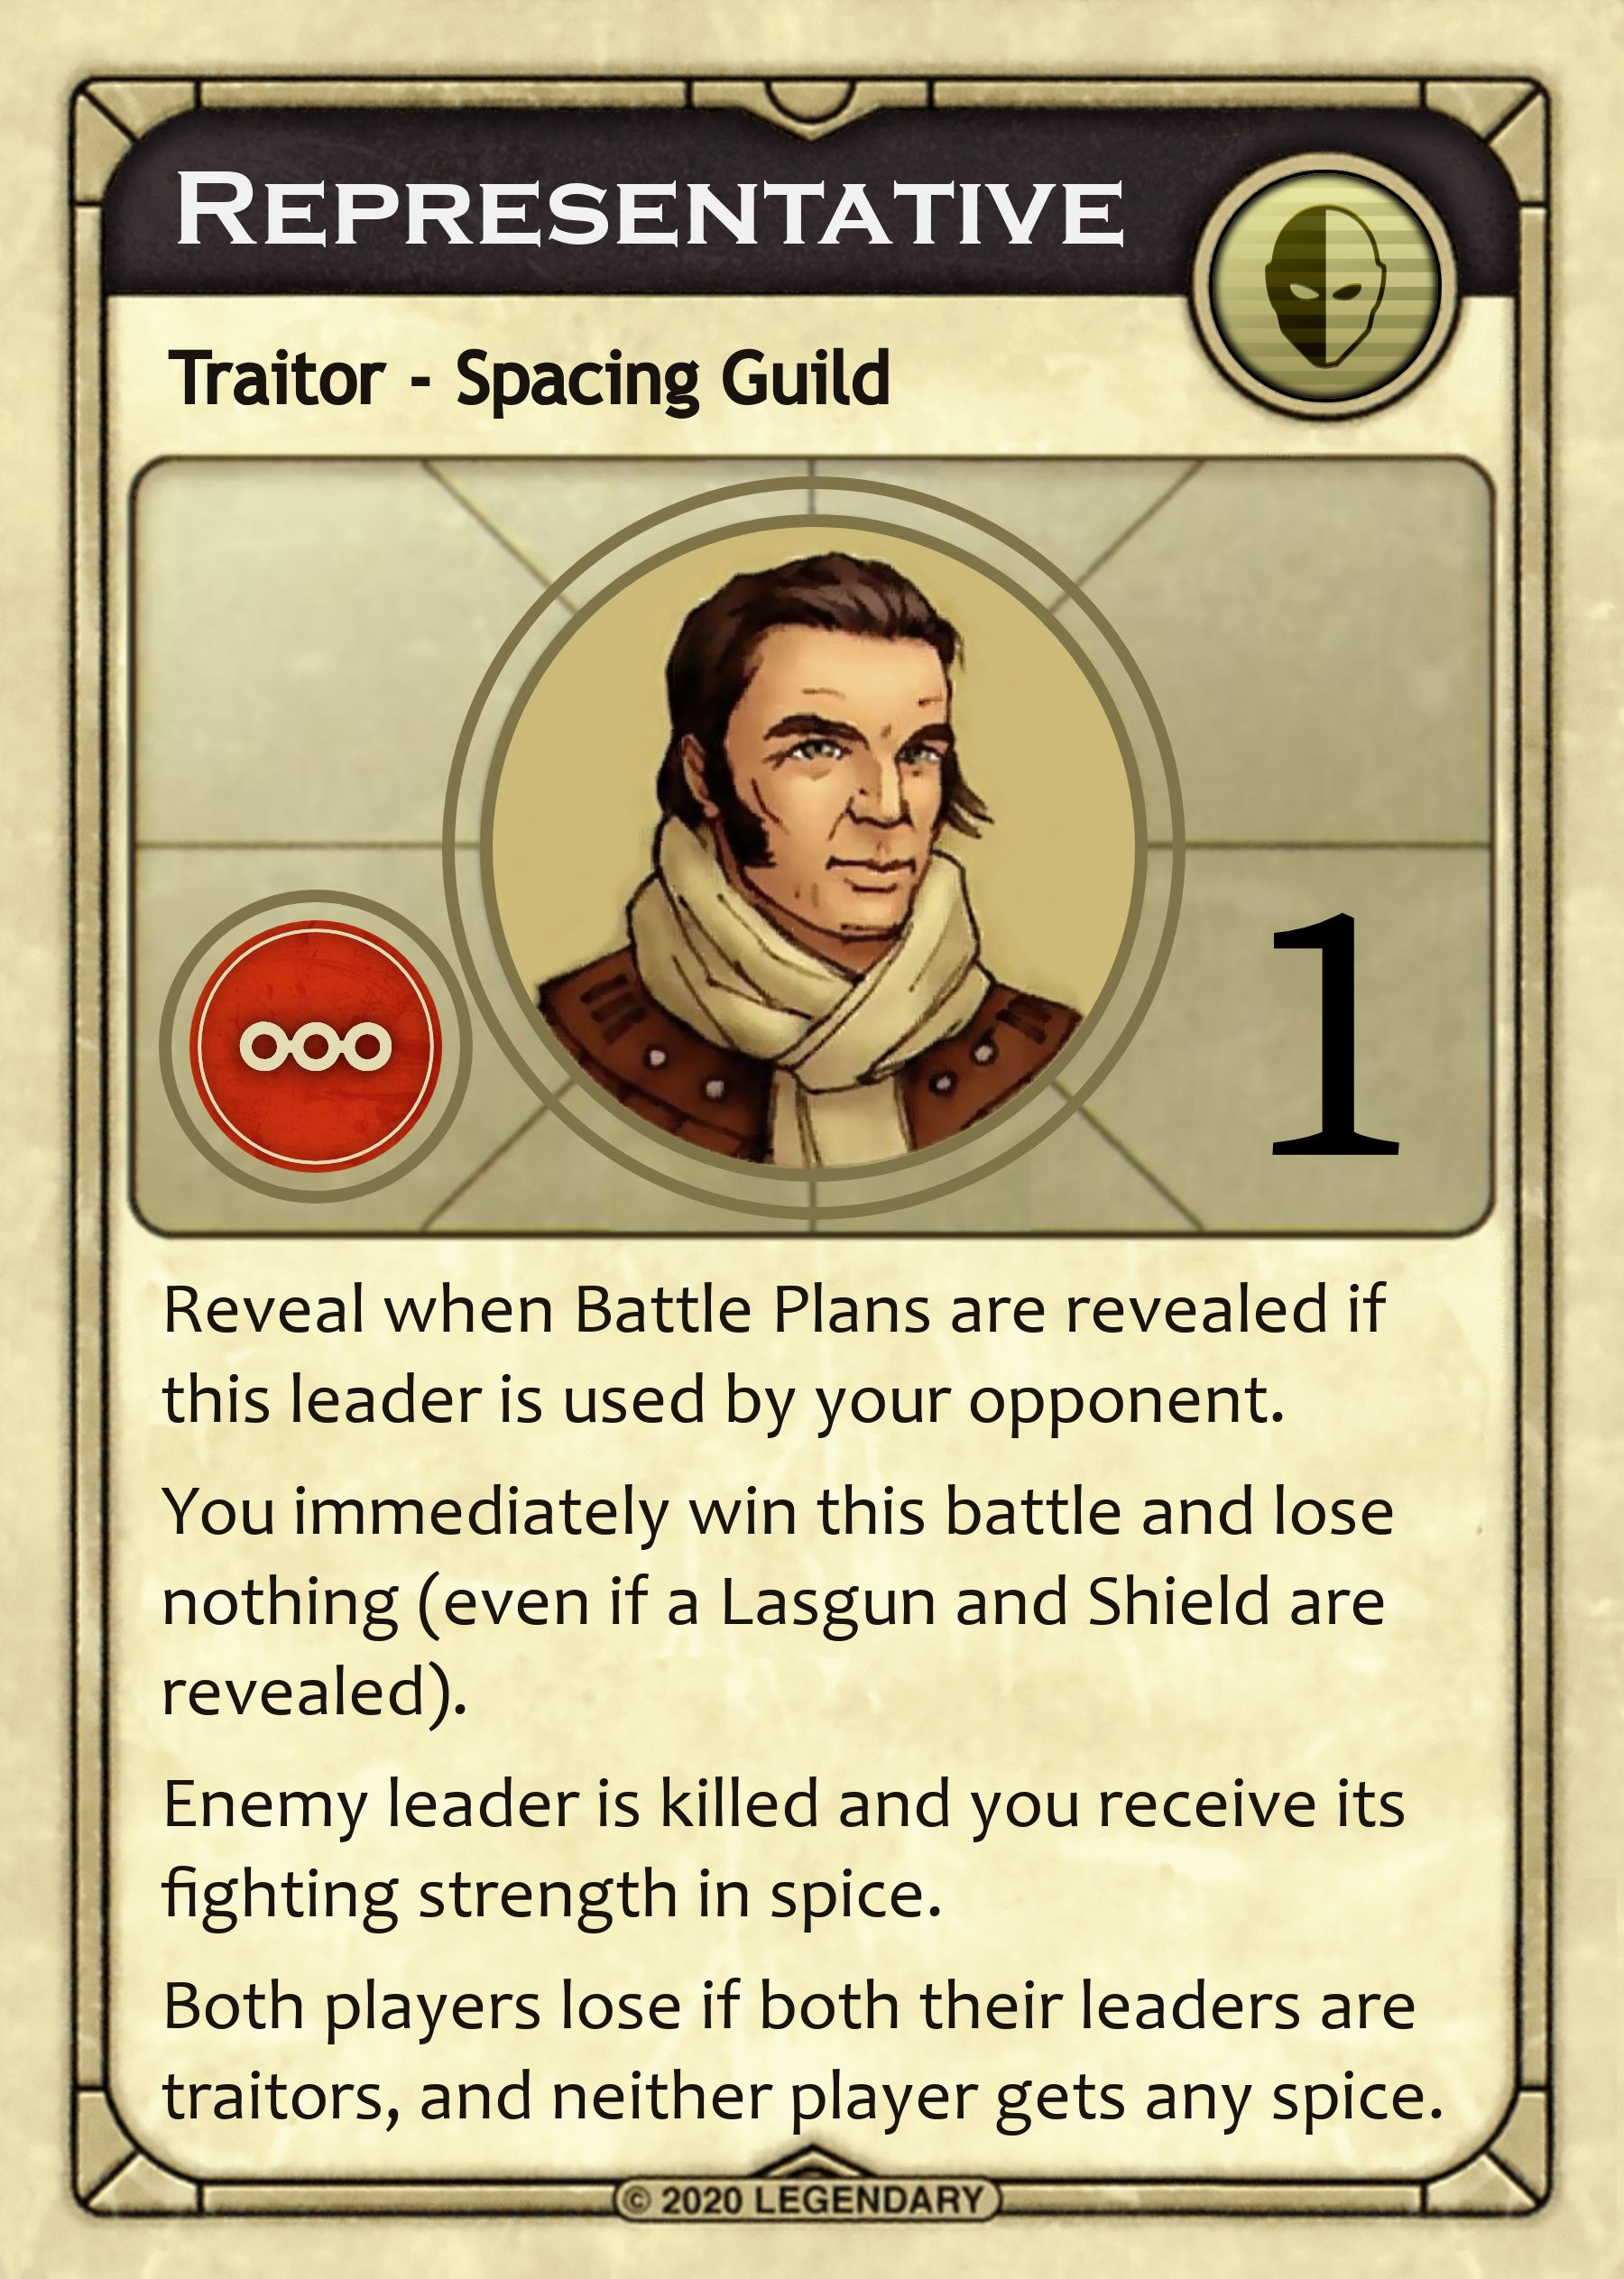 REPRESENTATIVE
Traitor - Spacing Guild
1
Reveal when Battle Plans are revealed if
this leader is used by your opponent.
You immediately win this battle and lose
nothing (even if a Lasgun and Shield are
revealed).
Enemy leader is killed and you receive its
fighting strength in spice.
Both players lose if both their leaders are
traitors, and neither player gets any spice.
© 2020 LEGENDARY